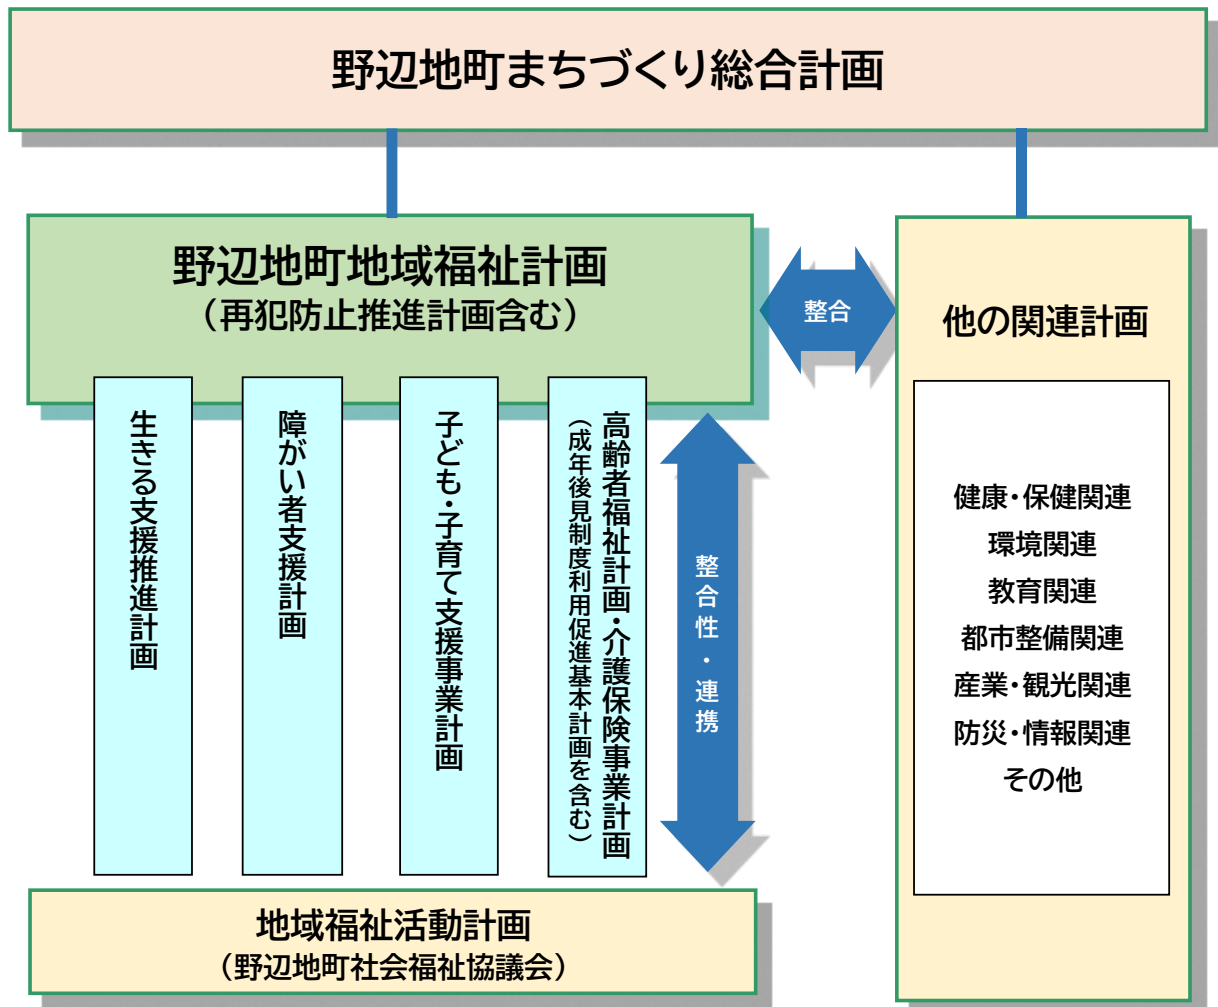 野辺地町まちづくり総合計画
野辺地町地域福祉計画
（再犯防止推進計画含む）
整合
他の関連計画
生きる支援推進計画
障がい者支援計画
子ども・子育て支援事業計画
高齢者福祉計画・介護保険事業計画
（成年後見制度利用促進基本計画を含む）
整合性・連携
健康・保健関連
環境関連
教育関連
都市整備関連
産業・観光関連
防災・情報関連
その他
地域福祉活動計画
（野辺地町社会福祉協議会）